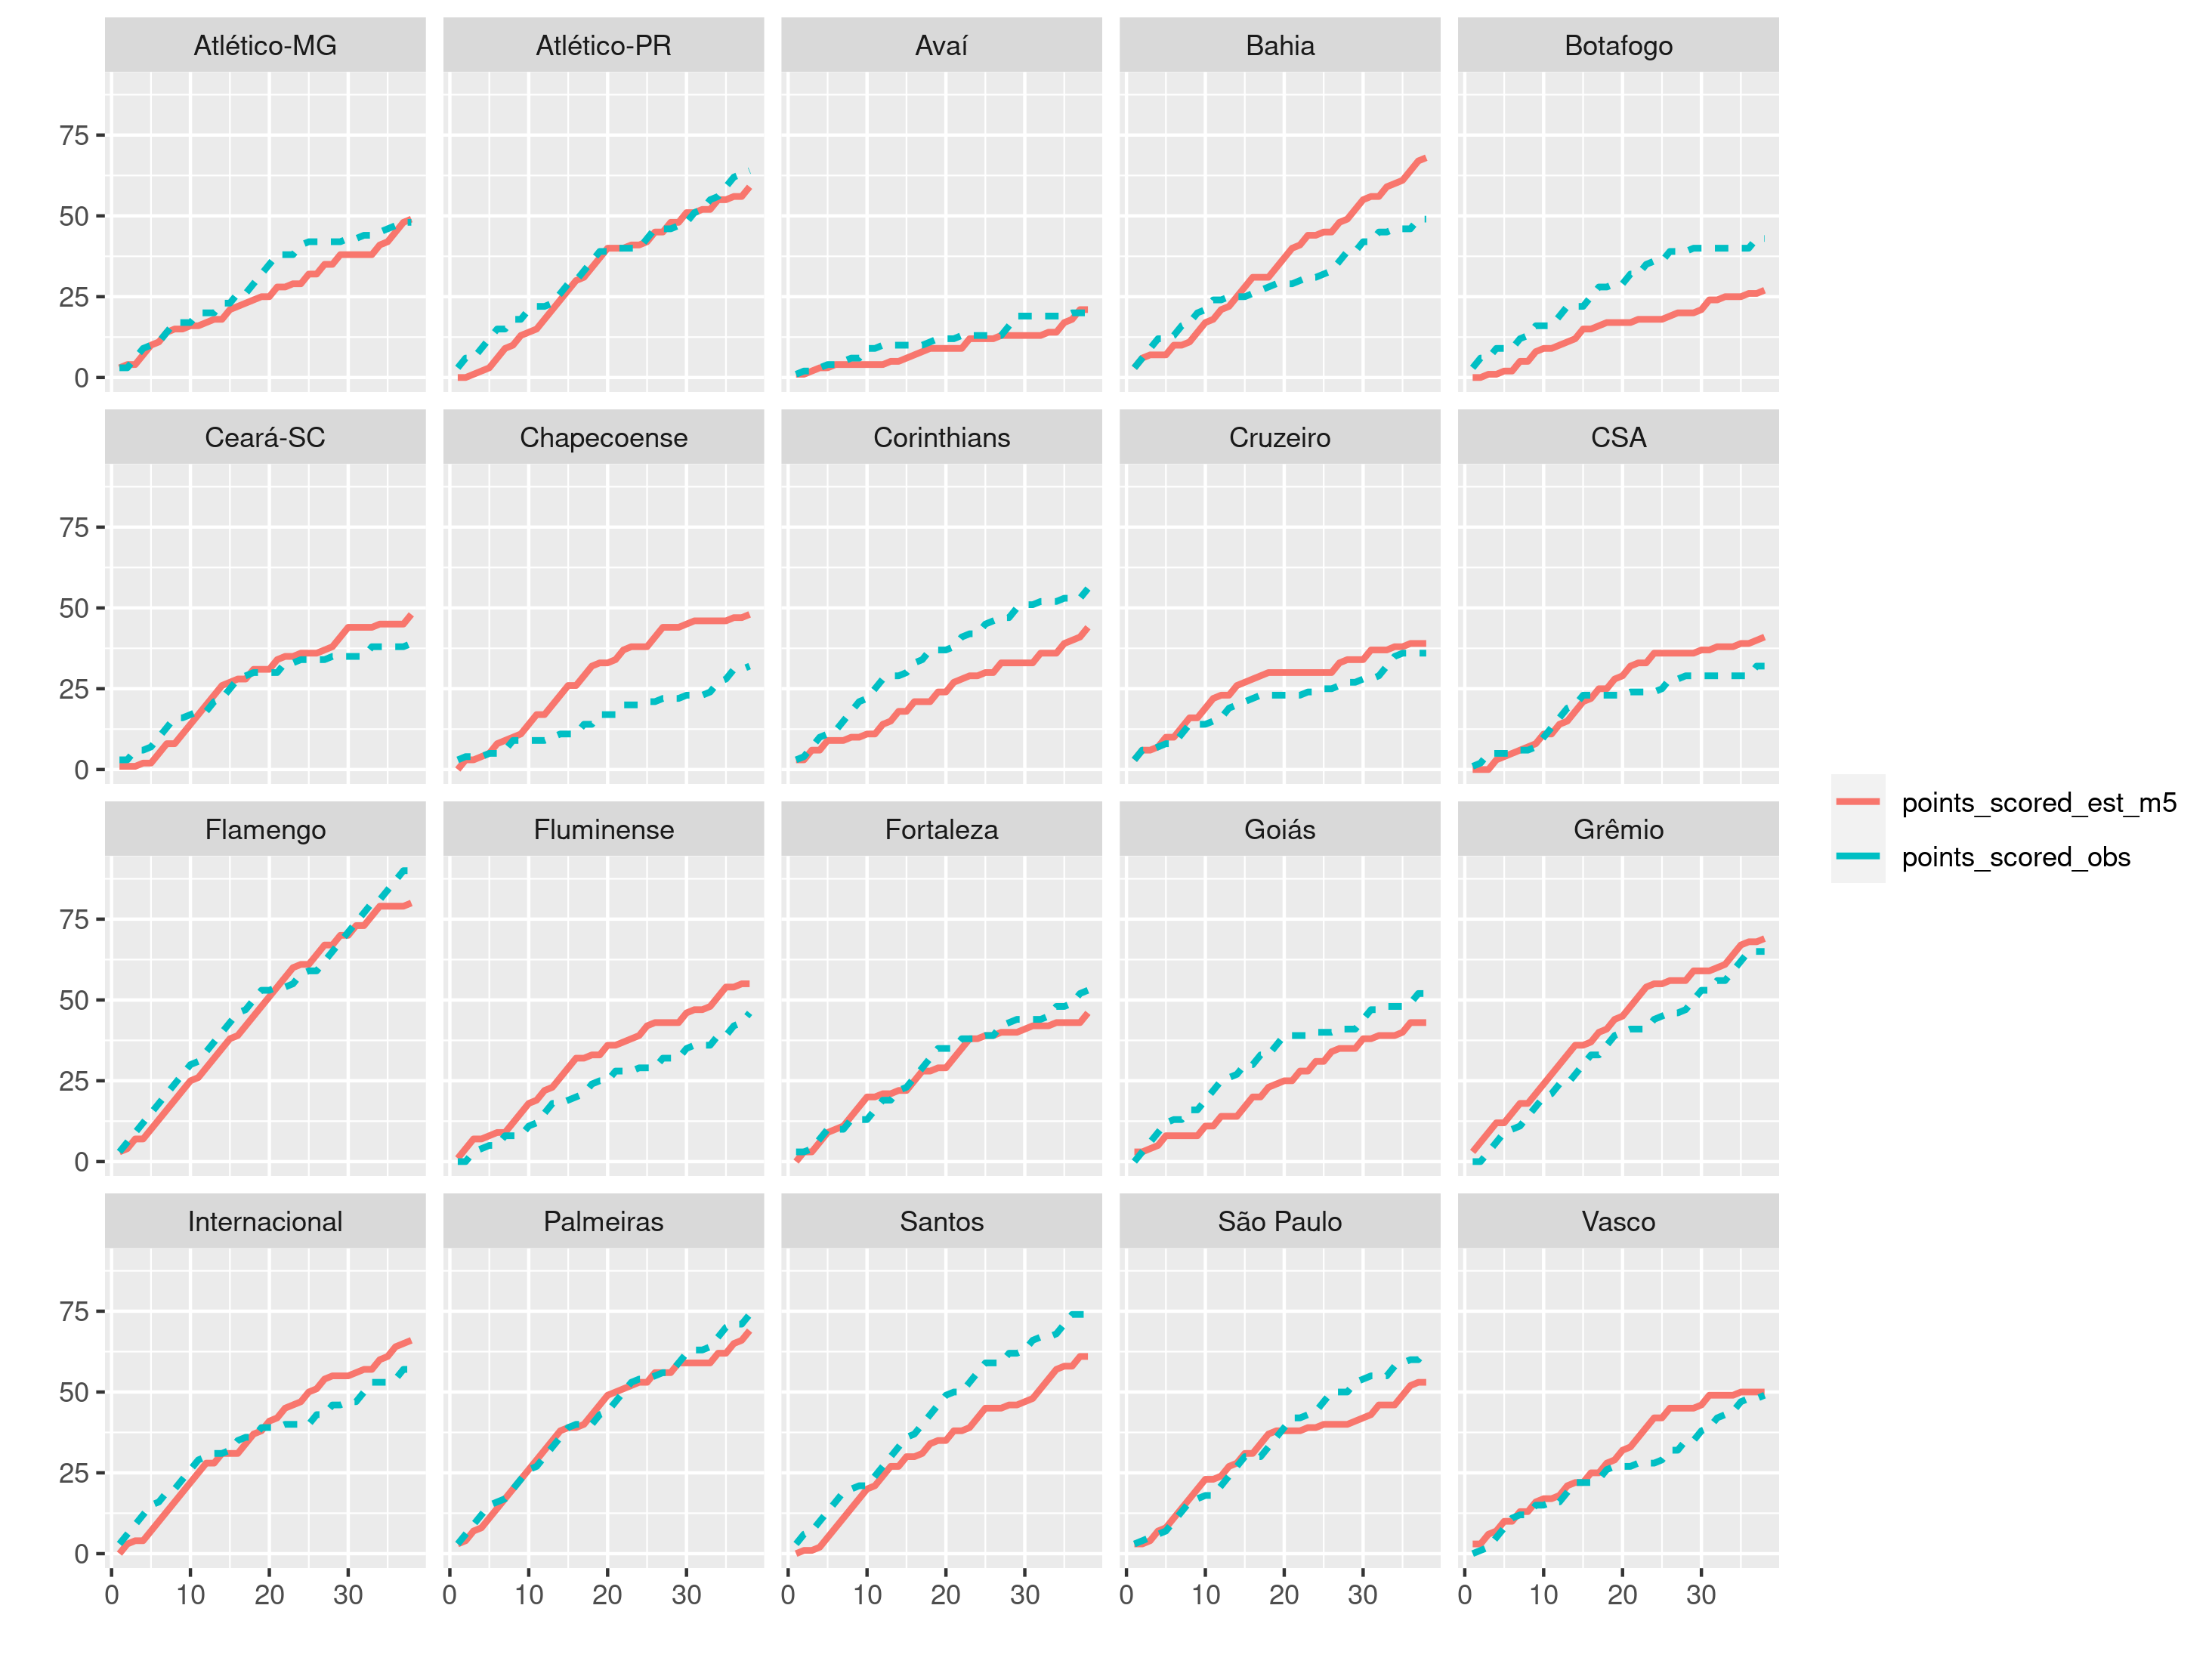 Atlético-MG Atlético-PR Avaí Bahia Botafogo
75
50
25
0
Ceará-SC Chapecoense Corinthians Cruzeiro CSA
75
50
25
0
Flamengo Fluminense Fortaleza Goiás Grêmio
75
50
25
0
Internacional Palmeiras Santos São Paulo Vasco
75
50
25
0
0 10 20 30 0 10 20 30 0 10 20 30 0 10 20 30 0 10 20 30
points_scored_est_m5
points_scored_obs